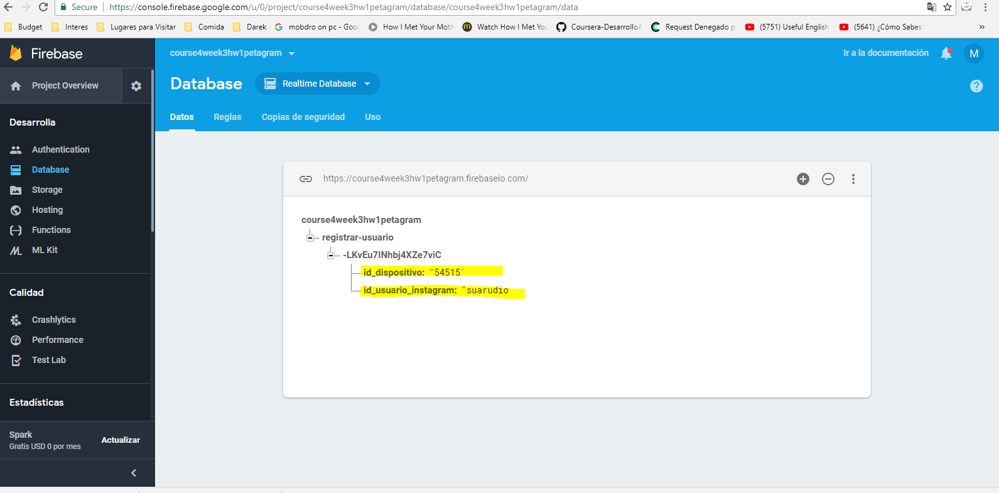 Secure https://console.firebase.google.com/u/0/project/course4week3hw1petagram/database/course4week3hw1petagram/data
Budget Interes Lugares para Visitar Comida Darek mobdro on pc - Goo How I Met Your Moth Watch How I Met You Coursera-DesarrolloA Request Denegado p (5751) Useful English (5641) ¿Cómo Sabes »
Firebase
course4week3hw1petagram
Ir a la documentación
M
Project Overview
Database
Realtime Database
?
Datos Reglas Copias de seguridad Uso
Desarrolla
Authentication
Database
Storage
Hosting
Functions
ML Kit
Calidad
Crashlytics
Performance
Test Lab
Estadísticas
Spark
Gratis USD 0 por mes
Actualizar
https://course4week3hw1petagram.firebaseio.com/
course4week3hw1petagram
registrar-usuario
-LKvEu7INhbj4XZe7viC
id_dispositivo: "54515'
id_usuario_instagram: "suarudio